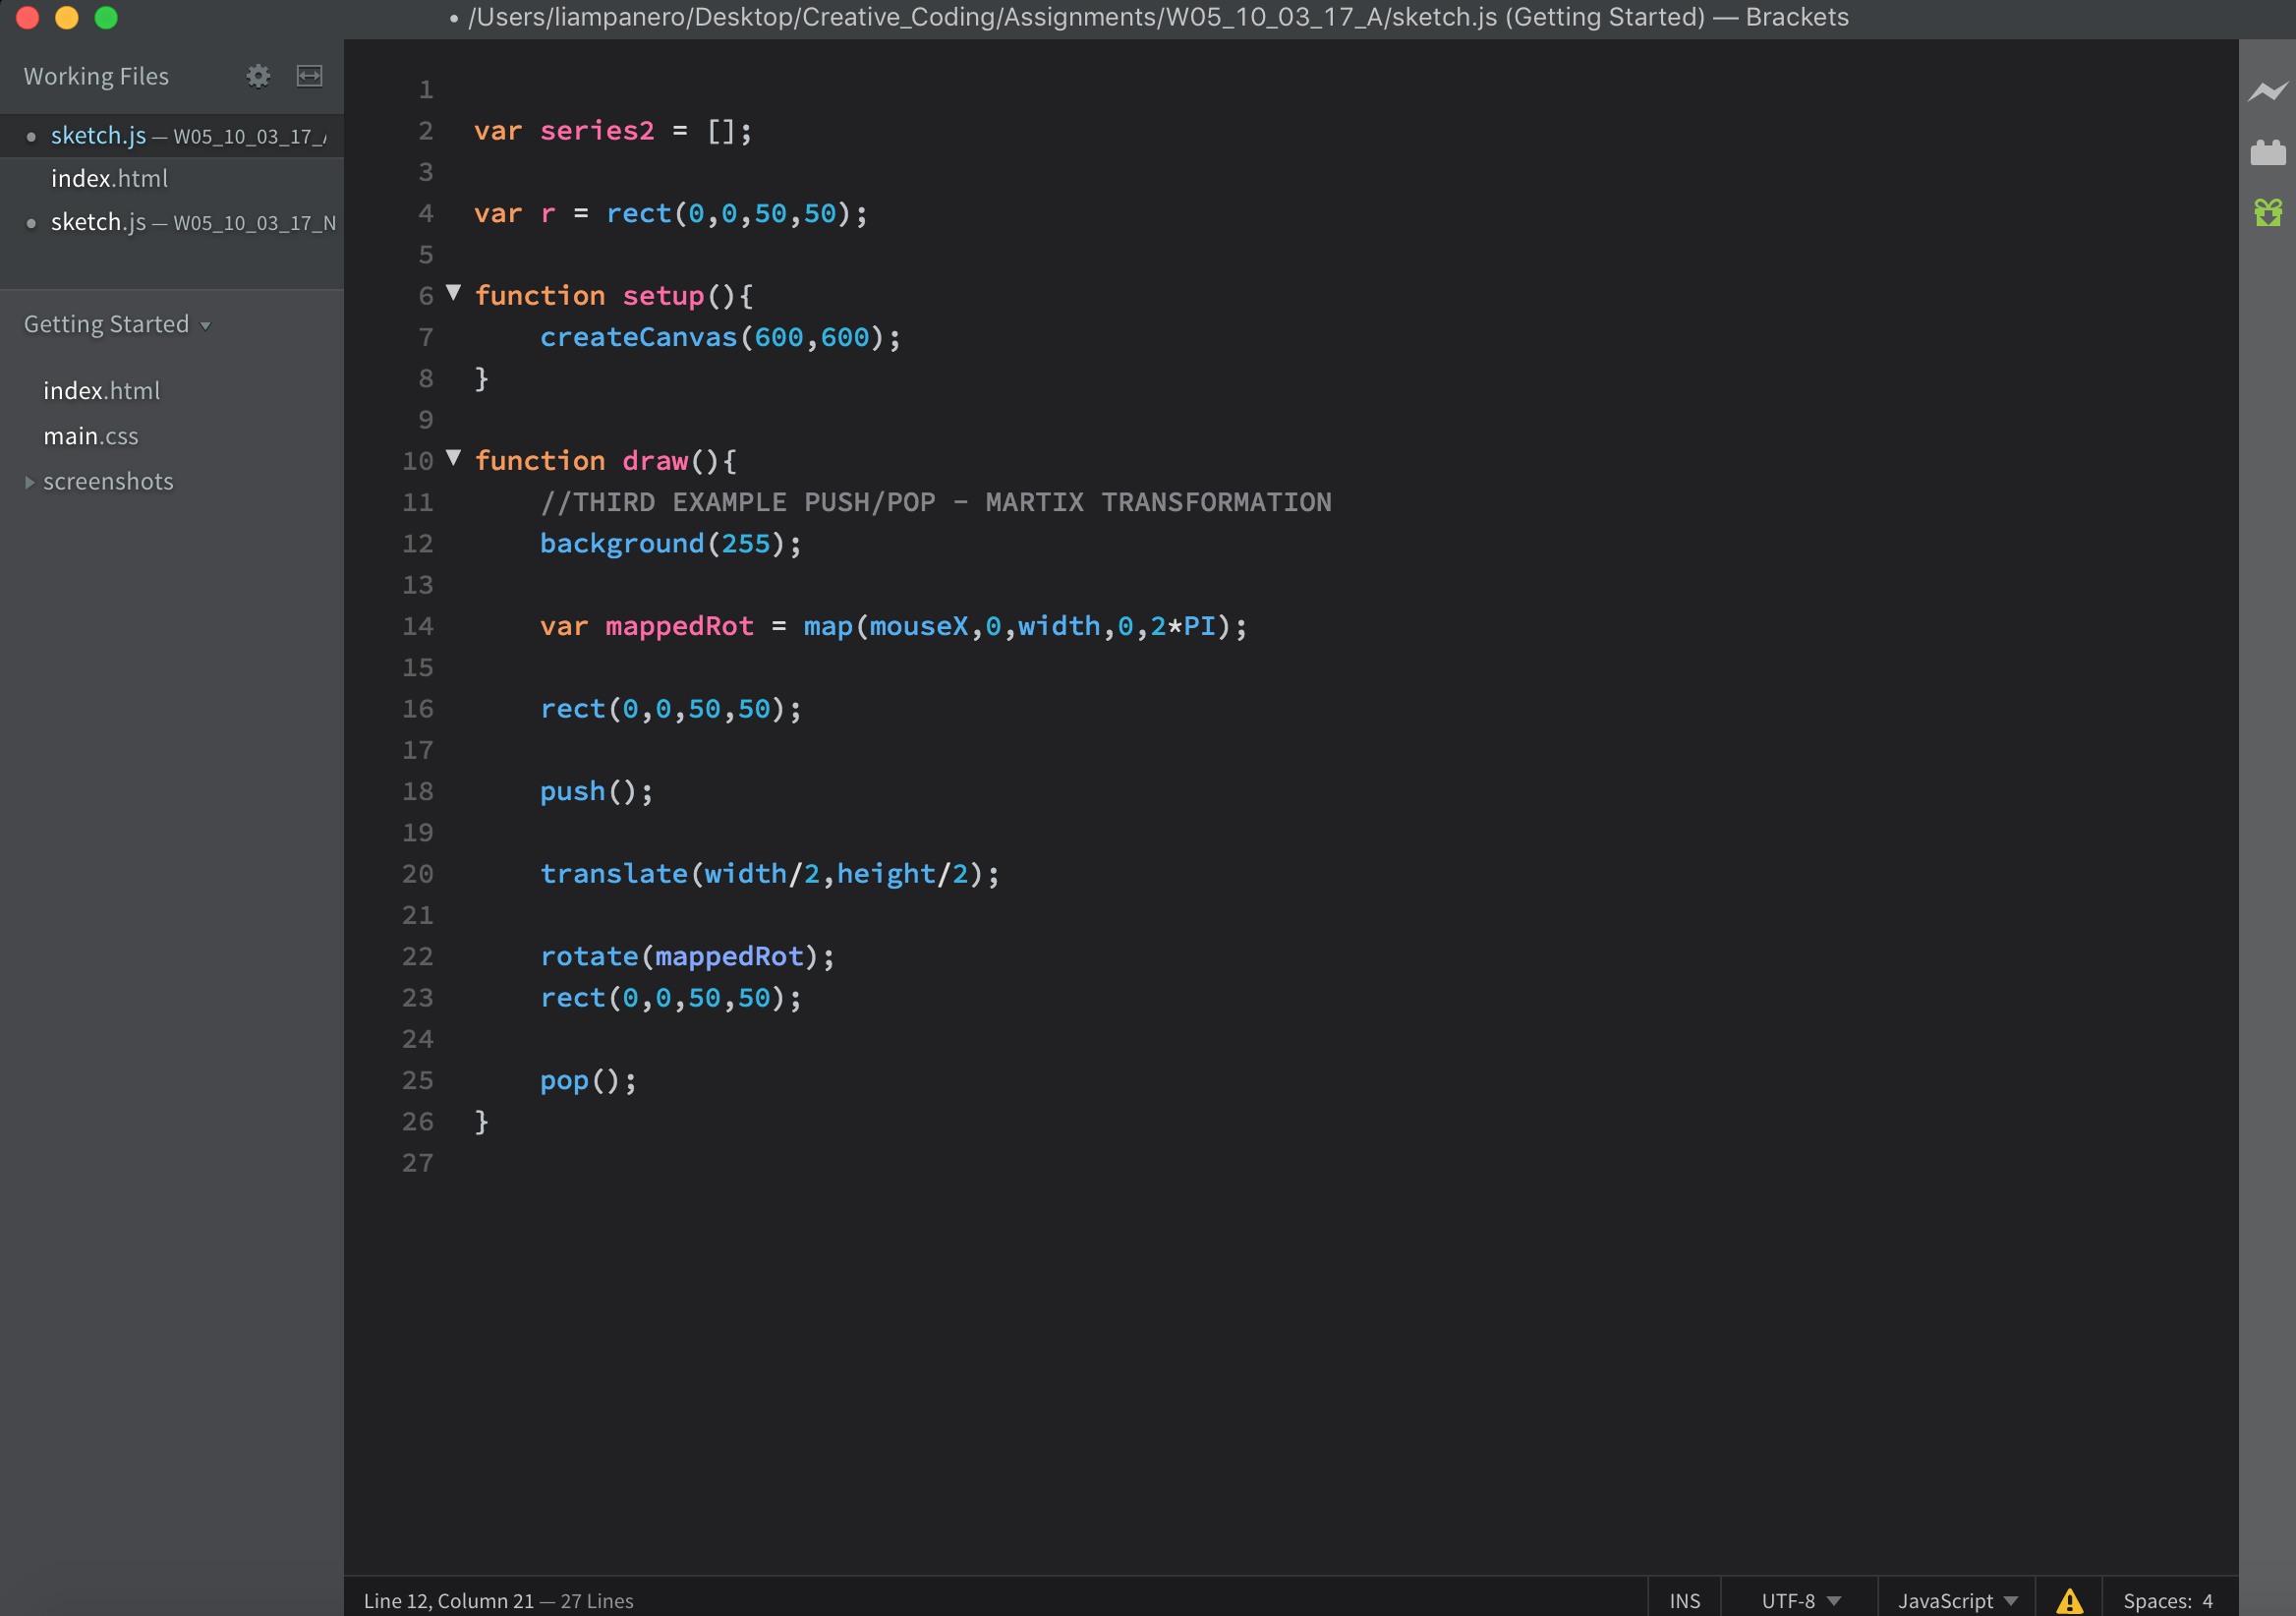 • /Users/liampanero/Desktop/Creative_Coding/Assignments/W05_10_03_17_A/sketch.js (Getting Started) — Brackets
Working Files
sketch.js — W05_10_03_17_
index.html
sketch.js — W05_10_03_17_N
Getting Started
index.html
main.css
screenshots
1
2 var series2 = [];
3
4 var r = rect(0,0,50,50);
5
6 function setup(){
7 createCanvas(600,600);
8 }
9
10 function draw(){
11 //THIRD EXAMPLE PUSH/POP - MARTIX TRANSFORMATION
12 background(255);
13
14 var mappedRot = map(mouseX,0,width,0,2*PI);
15
16 rect(0,0,50,50);
17
18 push();
19
20 translate(width/2,height/2);
21
22 rotate(mappedRot);
23 rect(0,0,50,50);
24
25 pop();
26 }
27
Line 12, Column 21 — 27 Lines
INS
UTF-8
JavaScript
Spaces: 4